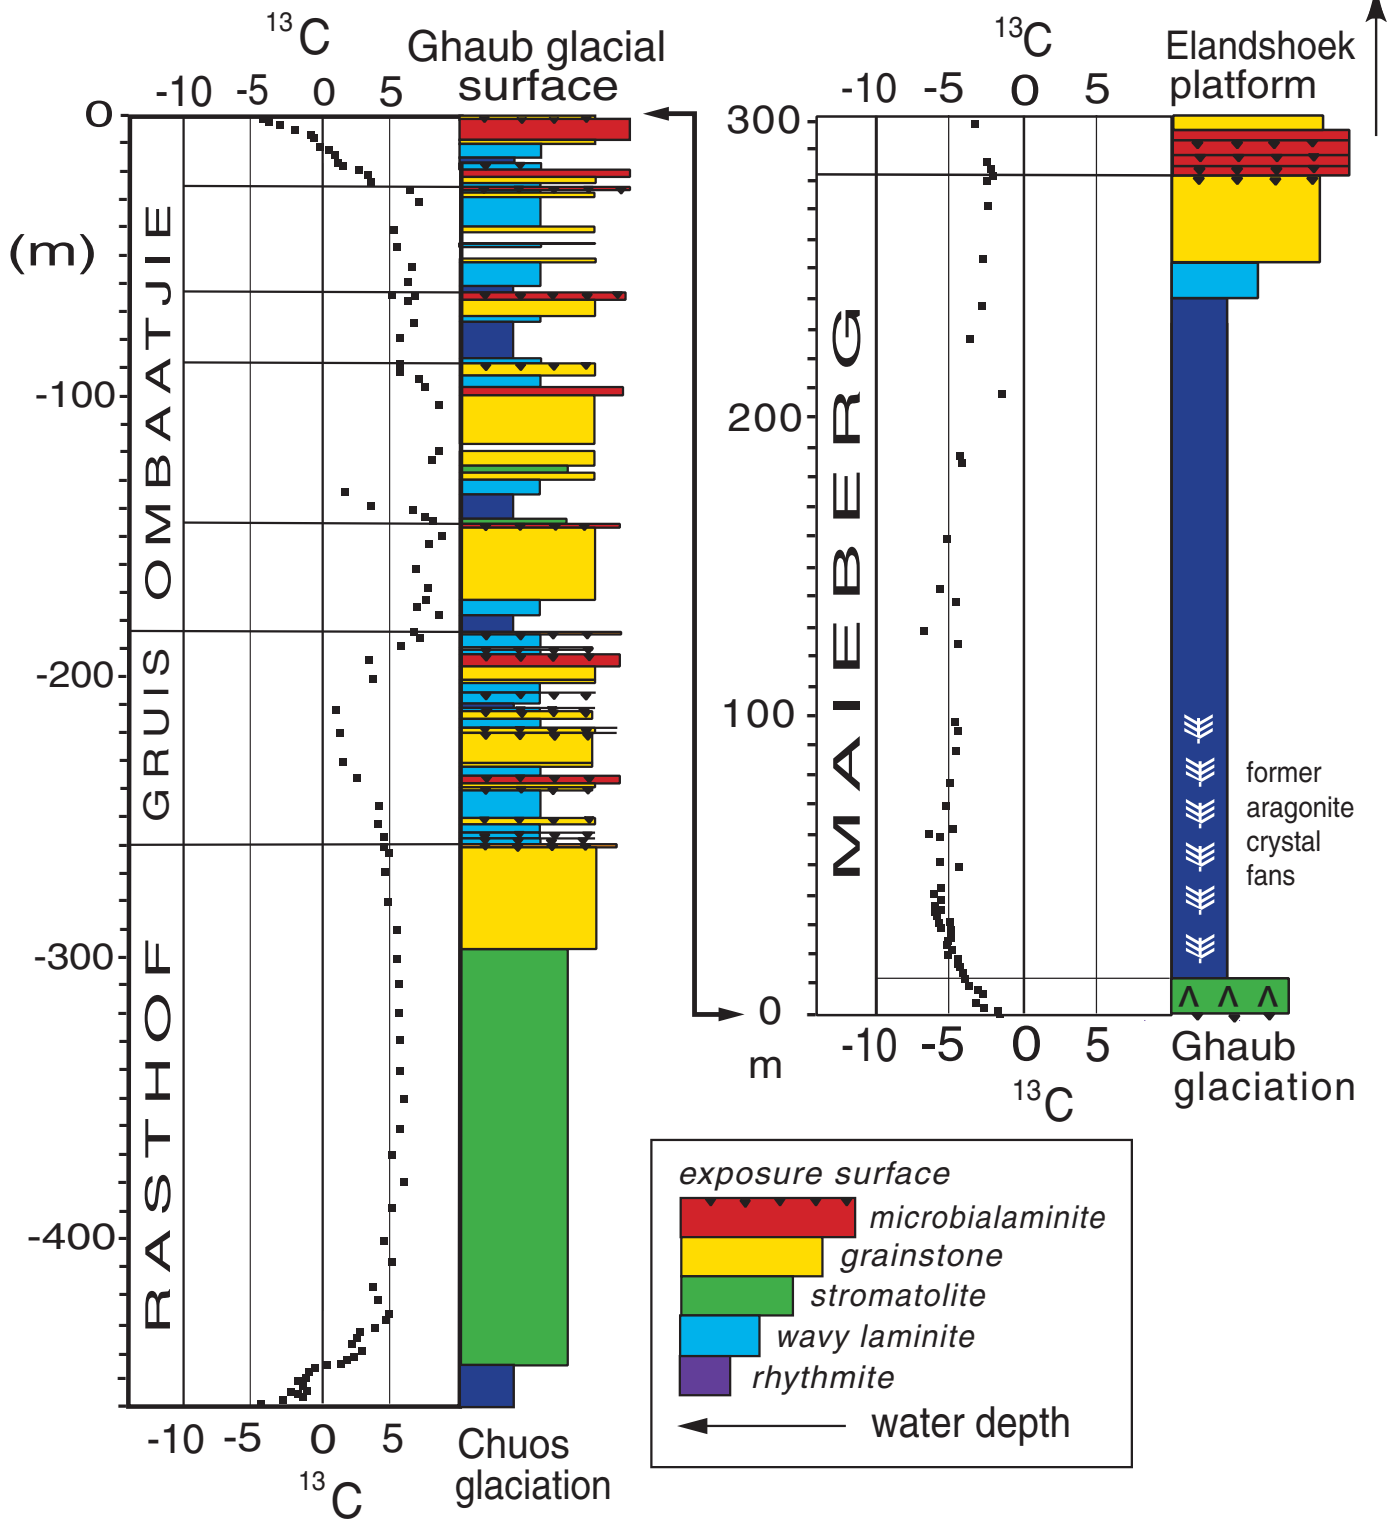 13C
Ghaub glacial
surface
-10 -5 0 5
0
-100
-200
-300
-400
(m)
OMBAATJIE
GRUIS
RASTHOF
-10 -5 0 5
13C
Chuos
glaciation
13C
Elandshoek
platform
-10 -5 0 5
300
200
100
0
m
MAIEBERG
former
aragonite
crystal
fans
-10 -5 0 5
13C
Ghaub
glaciation
exposure surface
microbialaminite
grainstone
stromatolite
wavy laminite
rhythmite
water depth